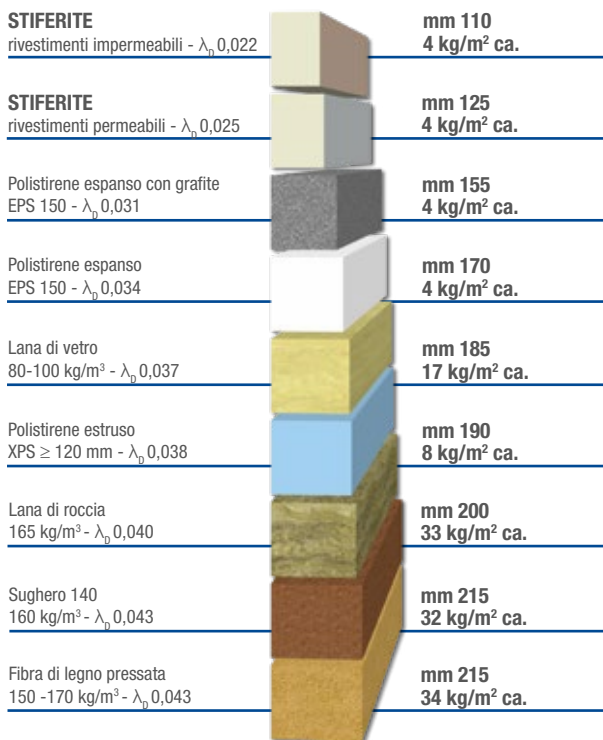 STIFERITE
rivestimenti impermeabili - λD 0,022
mm 110
4 kg/m² ca.
STIFERITE
rivestimenti permeabili - λD 0,025
mm 125
4 kg/m² ca.
Polistirene espanso con grafite
EPS 150 - λD 0,031
mm 155
4 kg/m² ca.
Polistirene espanso
EPS 150 - λD 0,034
mm 170
4 kg/m² ca.
Lana di vetro
80-100 kg/m³ - λD 0,037
mm 185
17 kg/m² ca.
Polistirene estruso
XPS ≥ 120 mm - λD 0,038
mm 190
8 kg/m² ca.
Lana di roccia
165 kg/m³ - λD 0,040
mm 200
33 kg/m² ca.
Sughero 140
160 kg/m³ - λD 0,043
mm 215
32 kg/m² ca.
Fibra di legno pressata
150 -170 kg/m³ - λD 0,043
mm 215
34 kg/m² ca.